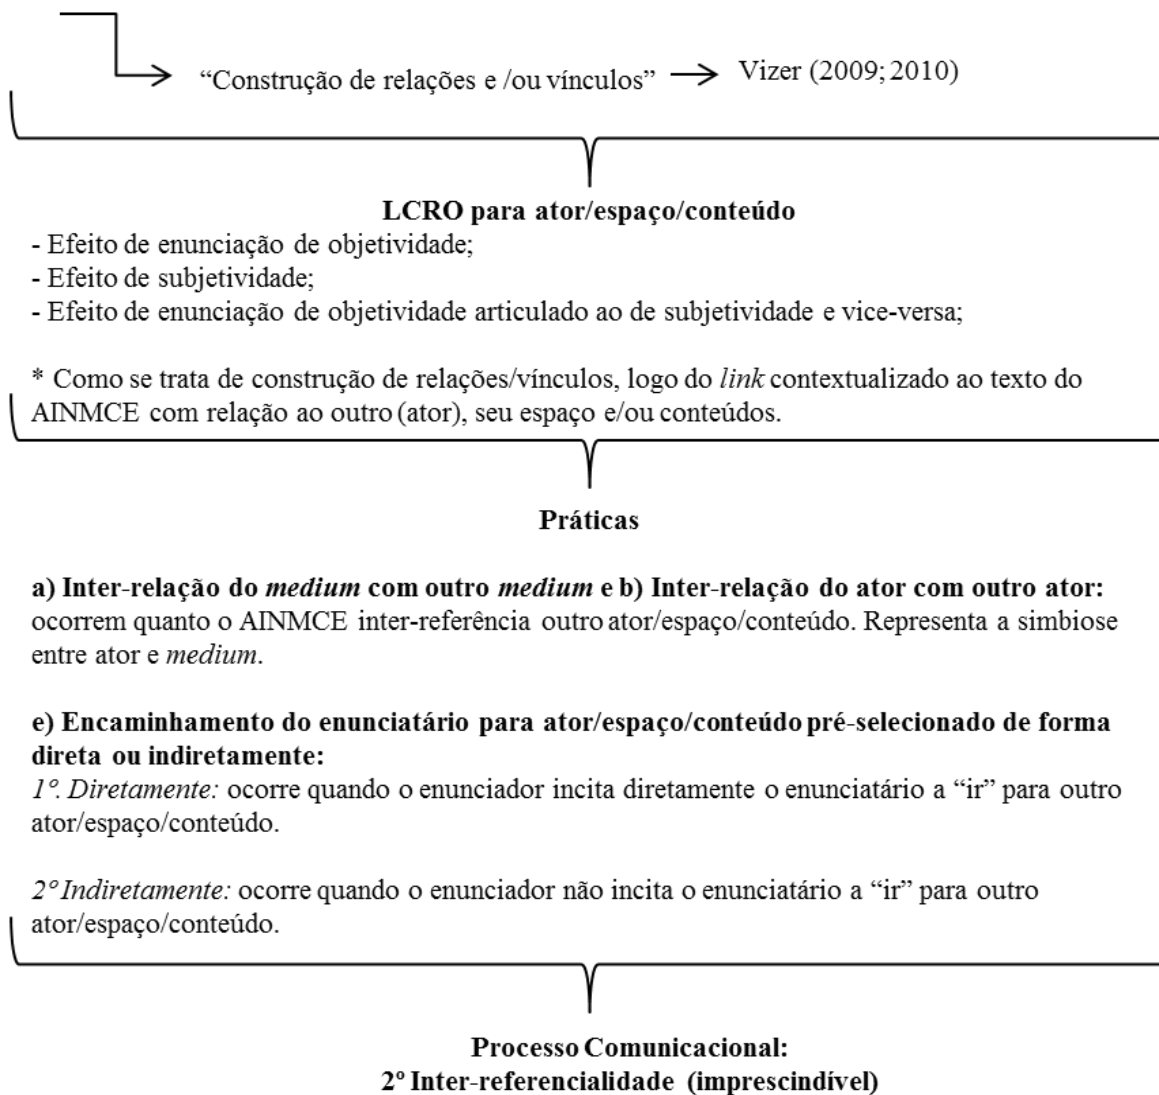 “Construção de relações e /ou vínculos” Vizer (2009; 2010)
LCRO para ator/espaço/conteúdo
- Efeito de enunciação de objetividade;
- Efeito de subjetividade;
- Efeito de enunciação de objetividade articulado ao de subjetividade e vice-versa;
* Como se trata de construção de relações/vínculos, logo do link contextualizado ao texto do
AINMCE com relação ao outro (ator), seu espaço e/ou conteúdos.
Práticas
a) Inter-relação do medium com outro medium e b) Inter-relação do ator com outro ator:
ocorrem quanto o AINMCE inter-referência outro ator/espaço/conteúdo. Representa a simbiose
entre ator e medium.
e) Encaminhamento do enunciatário para ator/espaço/conteúdo pré-selecionado de forma
direta ou indiretamente:
1º. Diretamente: ocorre quando o enunciador incita diretamente o enunciatário a “ir” para outro
ator/espaço/conteúdo.
2º Indiretamente: ocorre quando o enunciador não incita o enunciatário a “ir” para outro
ator/espaço/conteúdo.
Processo Comunicacional:
2º Inter-referencialidade (imprescindível)